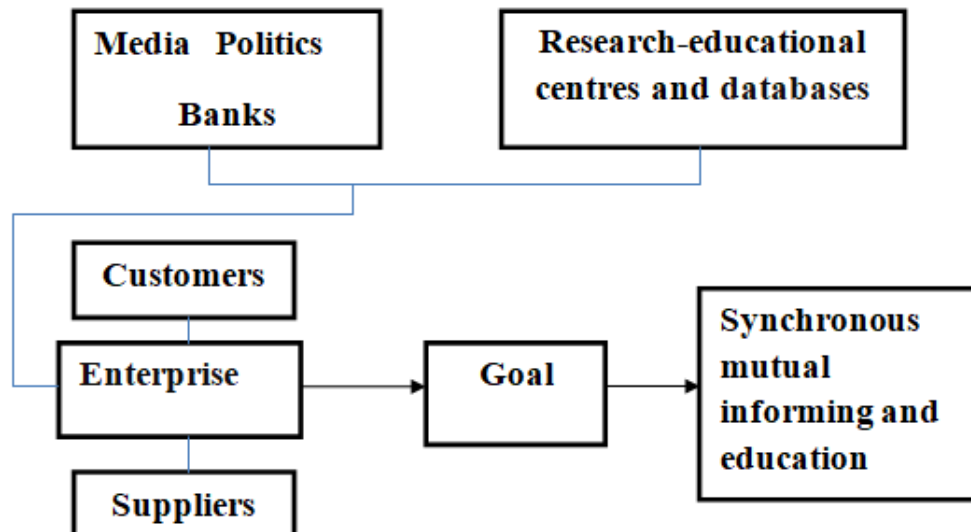 Media Politics
Banks
Research-educational
centres and databases
Customers
Enterprise
Suppliers
Goal
Synchronous
mutual
informing and
education